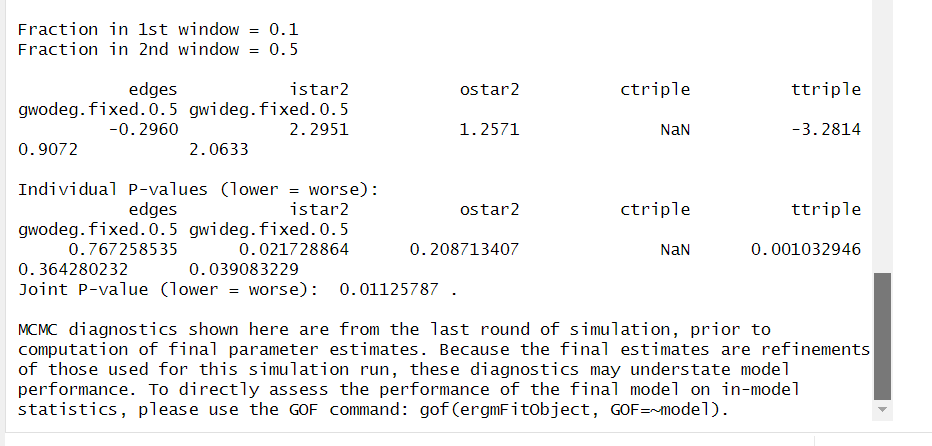 Fraction in 1st window = 0.1
Fraction in 2nd window = 0.5
edges istar2 ostar2 ctriple ttriple
gwodeg.fixed.0.5 gwideg.fixed.0.5
-0.2960 2.2951 1.2571 NaN -3.2814
0.9072 2.0633
Individual P-values (lower = worse):
edges istar2 ostar2 ctriple ttriple
gwodeg.fixed.0.5 gwideg.fixed.0.5
0.767258535 0.021728864 0.208713407 NaN 0.001032946
0.364280232 0.039083229
Joint P-value (lower = worse): 0.01125787 .
MCMC diagnostics shown here are from the last round of simulation, prior to
computation of final parameter estimates. Because the final estimates are refinements
of those used for this simulation run, these diagnostics may understate model
performance. To directly assess the performance of the final model on in-model
statistics, please use the GOF command: gof(ergmFitObject, GOF=~model).